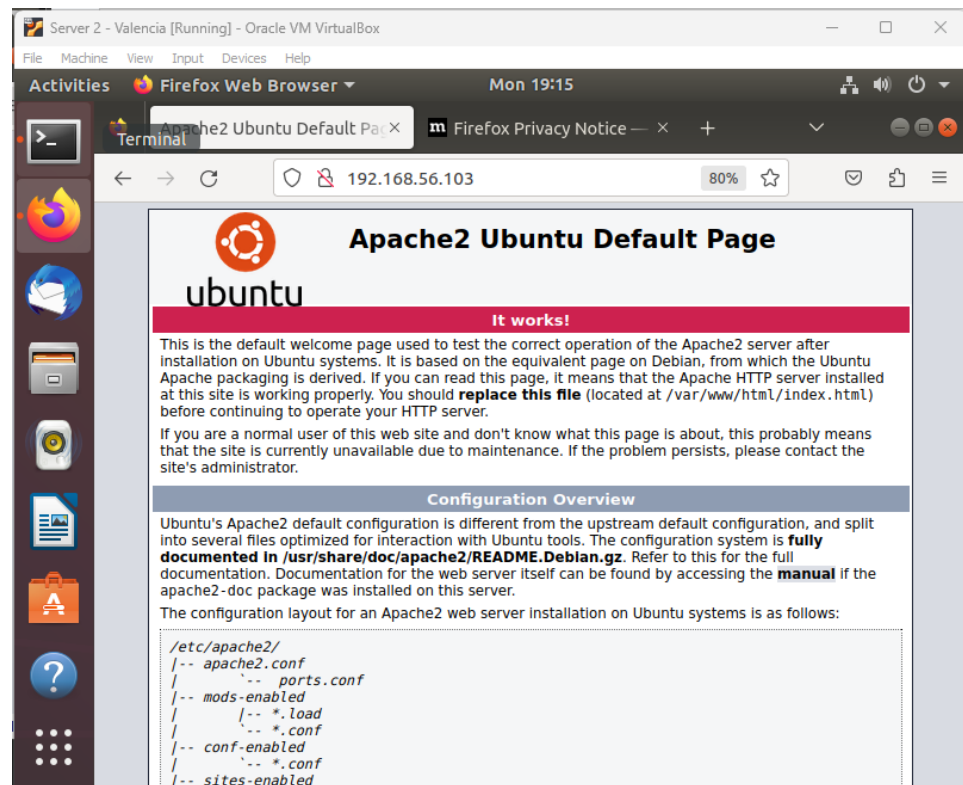 Server 2 - Valencia [Running] - Oracle VM VirtualBox
File Machine View Input Devices Help
Activities Firefox Web Browser Mon 19:15
Terminal
Apache2 Ubuntu Default Pag
m Firefox Privacy Notice —
192.168.56.103 80%
ubuntu
Apache2 Ubuntu Default Page
It works!
This is the default welcome page used to test the correct operation of the Apache2 server after
installation on Ubuntu systems. It is based on the equivalent page on Debian, from which the Ubuntu
Apache packaging is derived. If you can read this page, it means that the Apache HTTP server installed
at this site is working properly. You should replace this file (located at /var/www/html/index.html)
before continuing to operate your HTTP server.
If you are a normal user of this web site and don't know what this page is about, this probably means
that the site is currently unavailable due to maintenance. If the problem persists, please contact the
site's administrator.
Configuration Overview
Ubuntu's Apache2 default configuration is different from the upstream default configuration, and split
into several files optimized for interaction with Ubuntu tools. The configuration system is fully
documented in /usr/share/doc/apache2/README.Debian.gz. Refer to this for the full
documentation. Documentation for the web server itself can be found by accessing the manual if the
apache2-doc package was installed on this server.
The configuration layout for an Apache2 web server installation on Ubuntu systems is as follows:
/etc/apache2/
|-- apache2.conf
|       `--  ports.conf
|-- mods-enabled
|       |-- *.load
|       `-- *.conf
|-- conf-enabled
|       `-- *.conf
|-- sites-enabled